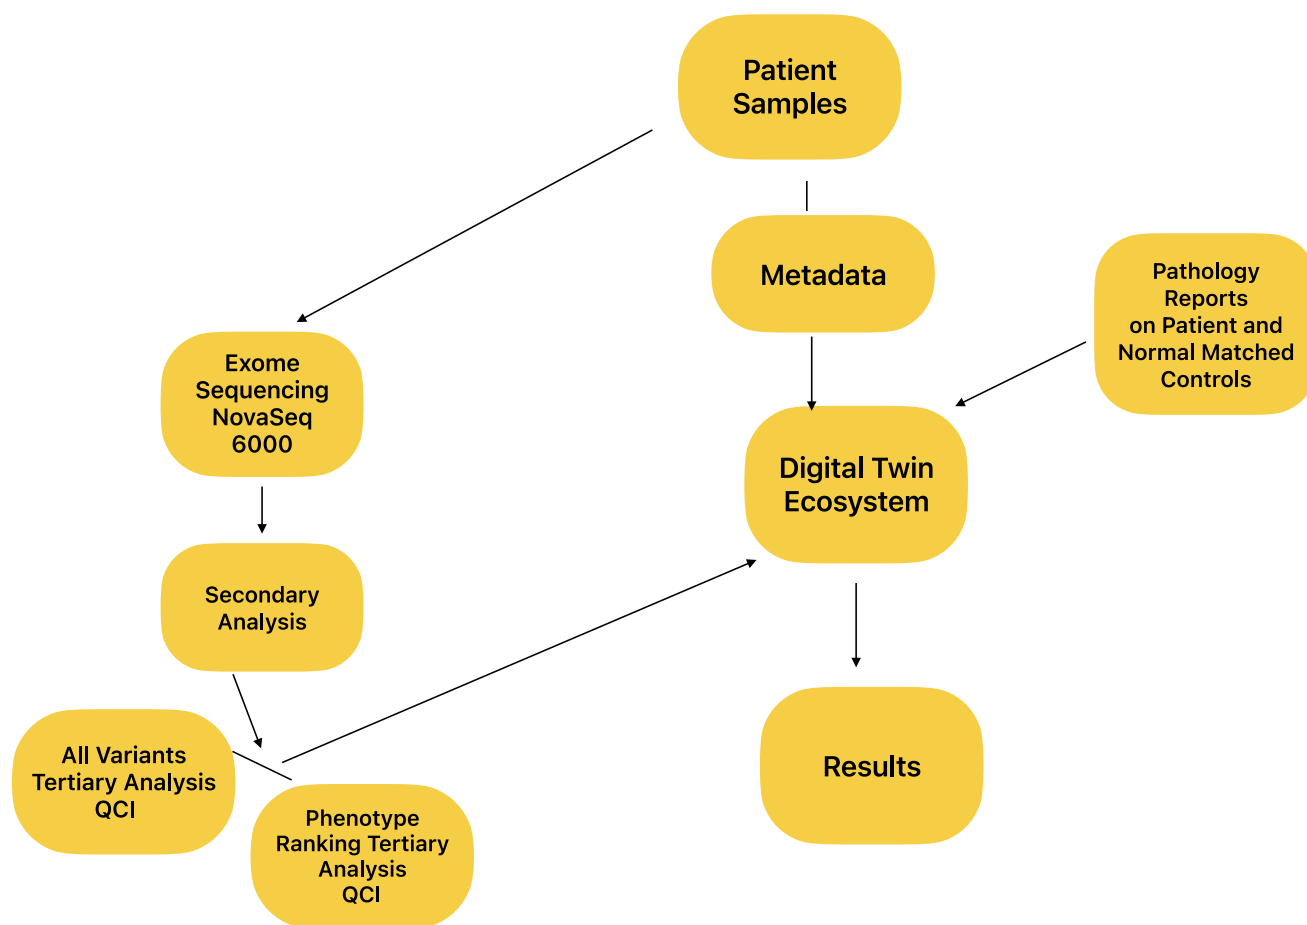 Patient
Samples
Metadata
Pathology
Reports
on Patient and
Normal Matched
Controls
Exome
Sequencing
NovaSeq
6000
Digital Twin
Ecosystem
Secondary
Analysis
All Variants
Tertiary Analysis
QCI
Phenotype
Ranking Tertiary
Analysis
QCI
Results